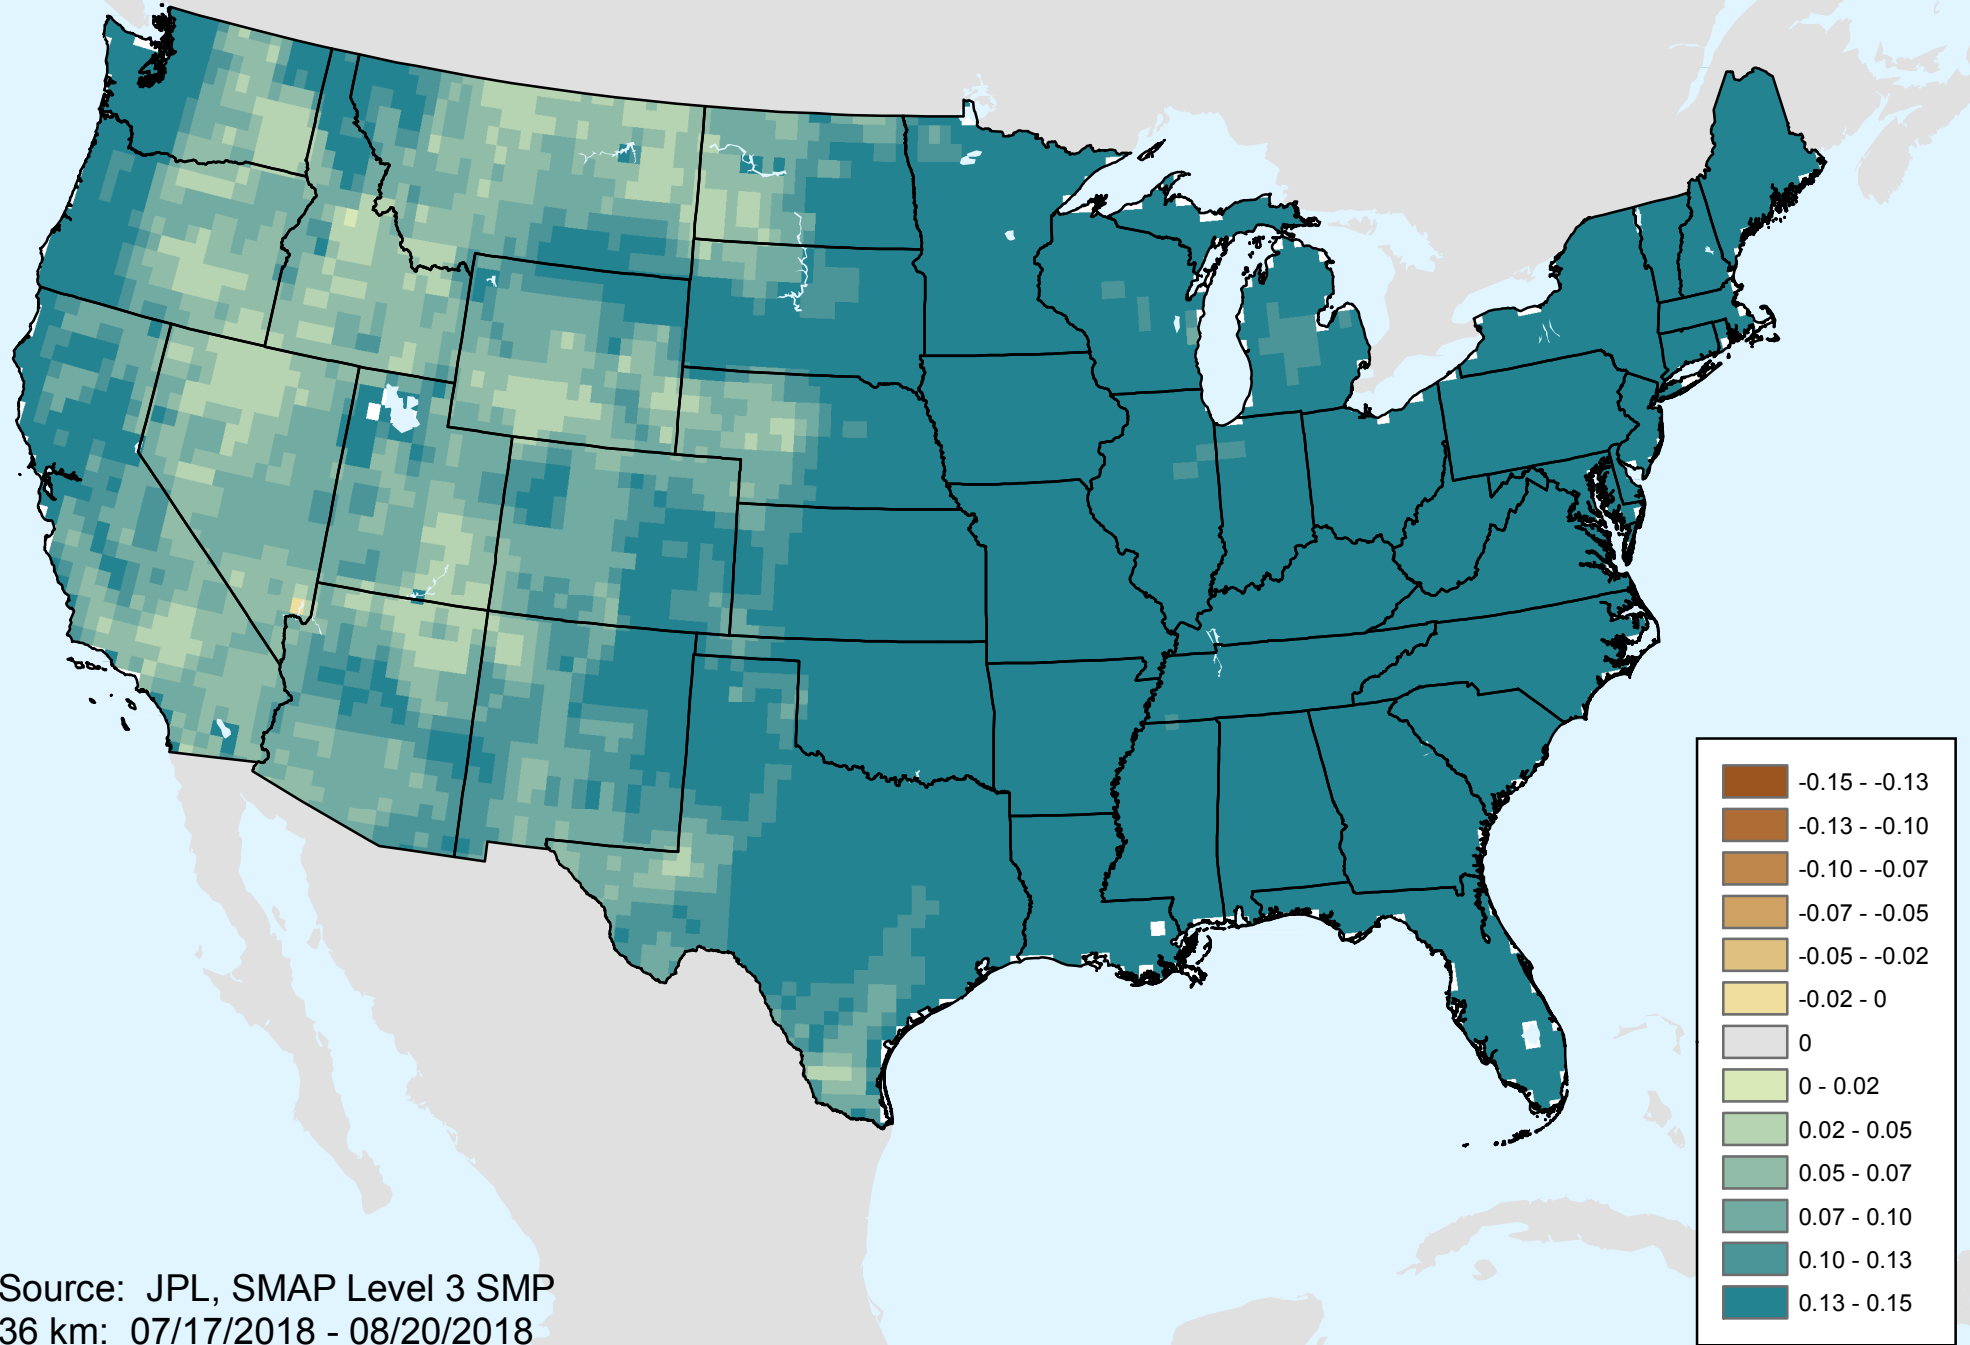 -0.15 - -0.13
-0.13 - -0.10
-0.10 - -0.07
-0.07 - -0.05
-0.05 - -0.02
-0.02 - 0
0
0 - 0.02
0.02 - 0.05
0.05 - 0.07
0.07 - 0.10
0.10 - 0.13
0.13 - 0.15
Source: JPL, SMAP Level 3 SMP
36 km: 07/17/2018 - 08/20/2018